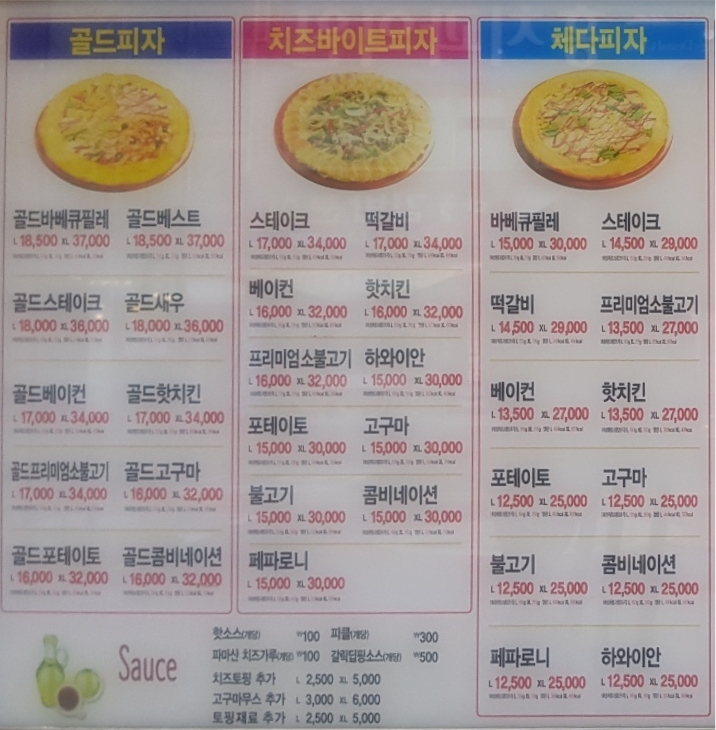 골드피자
골드바베큐필레 골드베스트
L 18,500 XL 37,000 L 18,500 XL 37,000
골드스테이크 골드새우
L 18,000 XL 36,000 L 18,000 XL 36,000
골드베이컨 골드핫치킨
L 17,000 XL 34,000 L 17,000 XL 34,000
골드프리미엄소불고기 골드고구마
L 17,000 XL 34,000 L 16,000 XL 32,000
골드포테이토 골드콤비네이션
L 16,000 XL 32,000 L 16,000 XL 32,000
치즈바이트피자
스테이크 떡갈비
L 17,000 XL 34,000 L 17,000 XL 34,000
베이컨 핫치킨
L 16,000 XL 32,000 L 16,000 XL 32,000
프리미엄소불고기 하와이안
L 16,000 XL 32,000 L 15,000 XL 30,000
포테이토 고구마
L 15,000 XL 30,000 L 15,000 XL 30,000
불고기 콤비네이션
L 15,000 XL 30,000 L 15,000 XL 30,000
페파로니
L 15,000 XL 30,000
체다피자
바베큐필레 스테이크
L 15,000 XL 30,000 L 14,500 XL 29,000
떡갈비 프리미엄소불고기
L 14,500 XL 29,000 L 13,500 XL 27,000
베이컨 핫치킨
L 13,500 XL 27,000 L 13,500 XL 27,000
포테이토 고구마
L 12,500 XL 25,000 L 12,500 XL 25,000
불고기 콤비네이션
L 12,500 XL 25,000 L 12,500 XL 25,000
페파로니 하와이안
L 12,500 XL 25,000 L 12,500 XL 25,000
Sauce
핫소스(개당) ₩100 피클(개당) ₩300
파마산 치즈가루(개당) ₩100 갈릭딥핑소스(개당) ₩500
치즈토핑 추가 L 2,500 XL 5,000
고구마무스 추가 L 3,000 XL 6,000
토핑재료 추가 L 2,500 XL 5,000